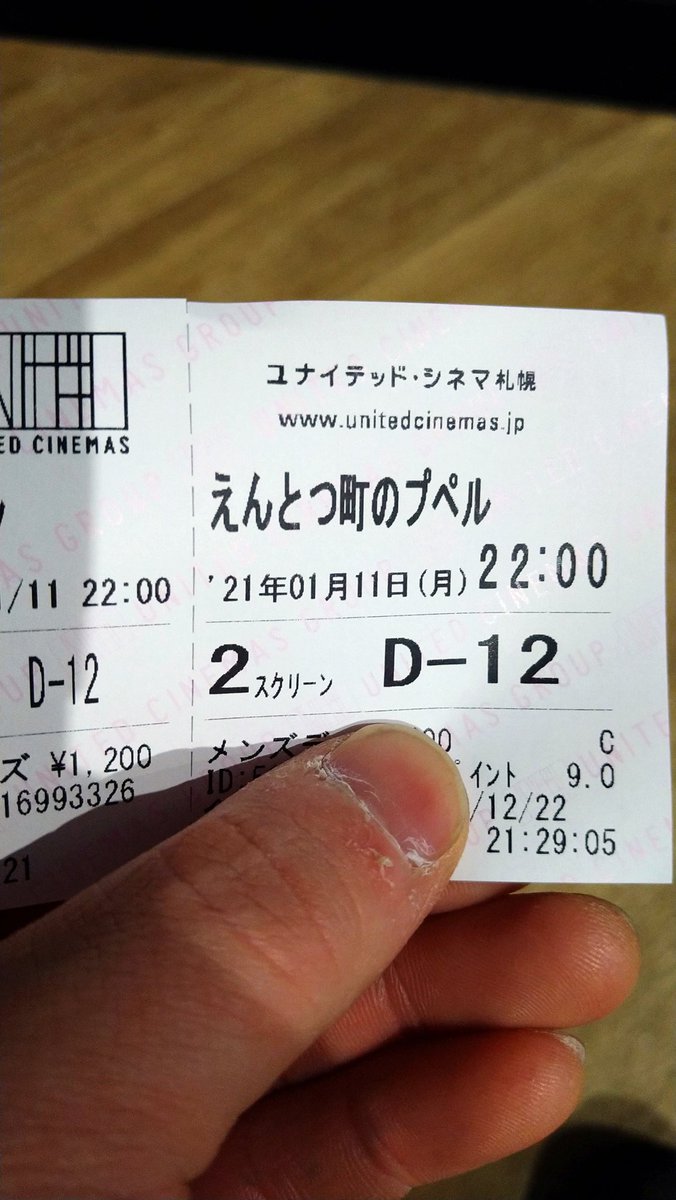 ED CINEMAS
/11 22:00
D-12
ズ ¥1,200
16993326
21
ユナイテッド・シネマ札幌
www.unitedcinemas.jp
えんとつ町のプペル
'21年01月11日(月) 22:00
2スクリーン D-12
メンズデ 00 C
ID: イント 9.0
/12/22
21:29:05